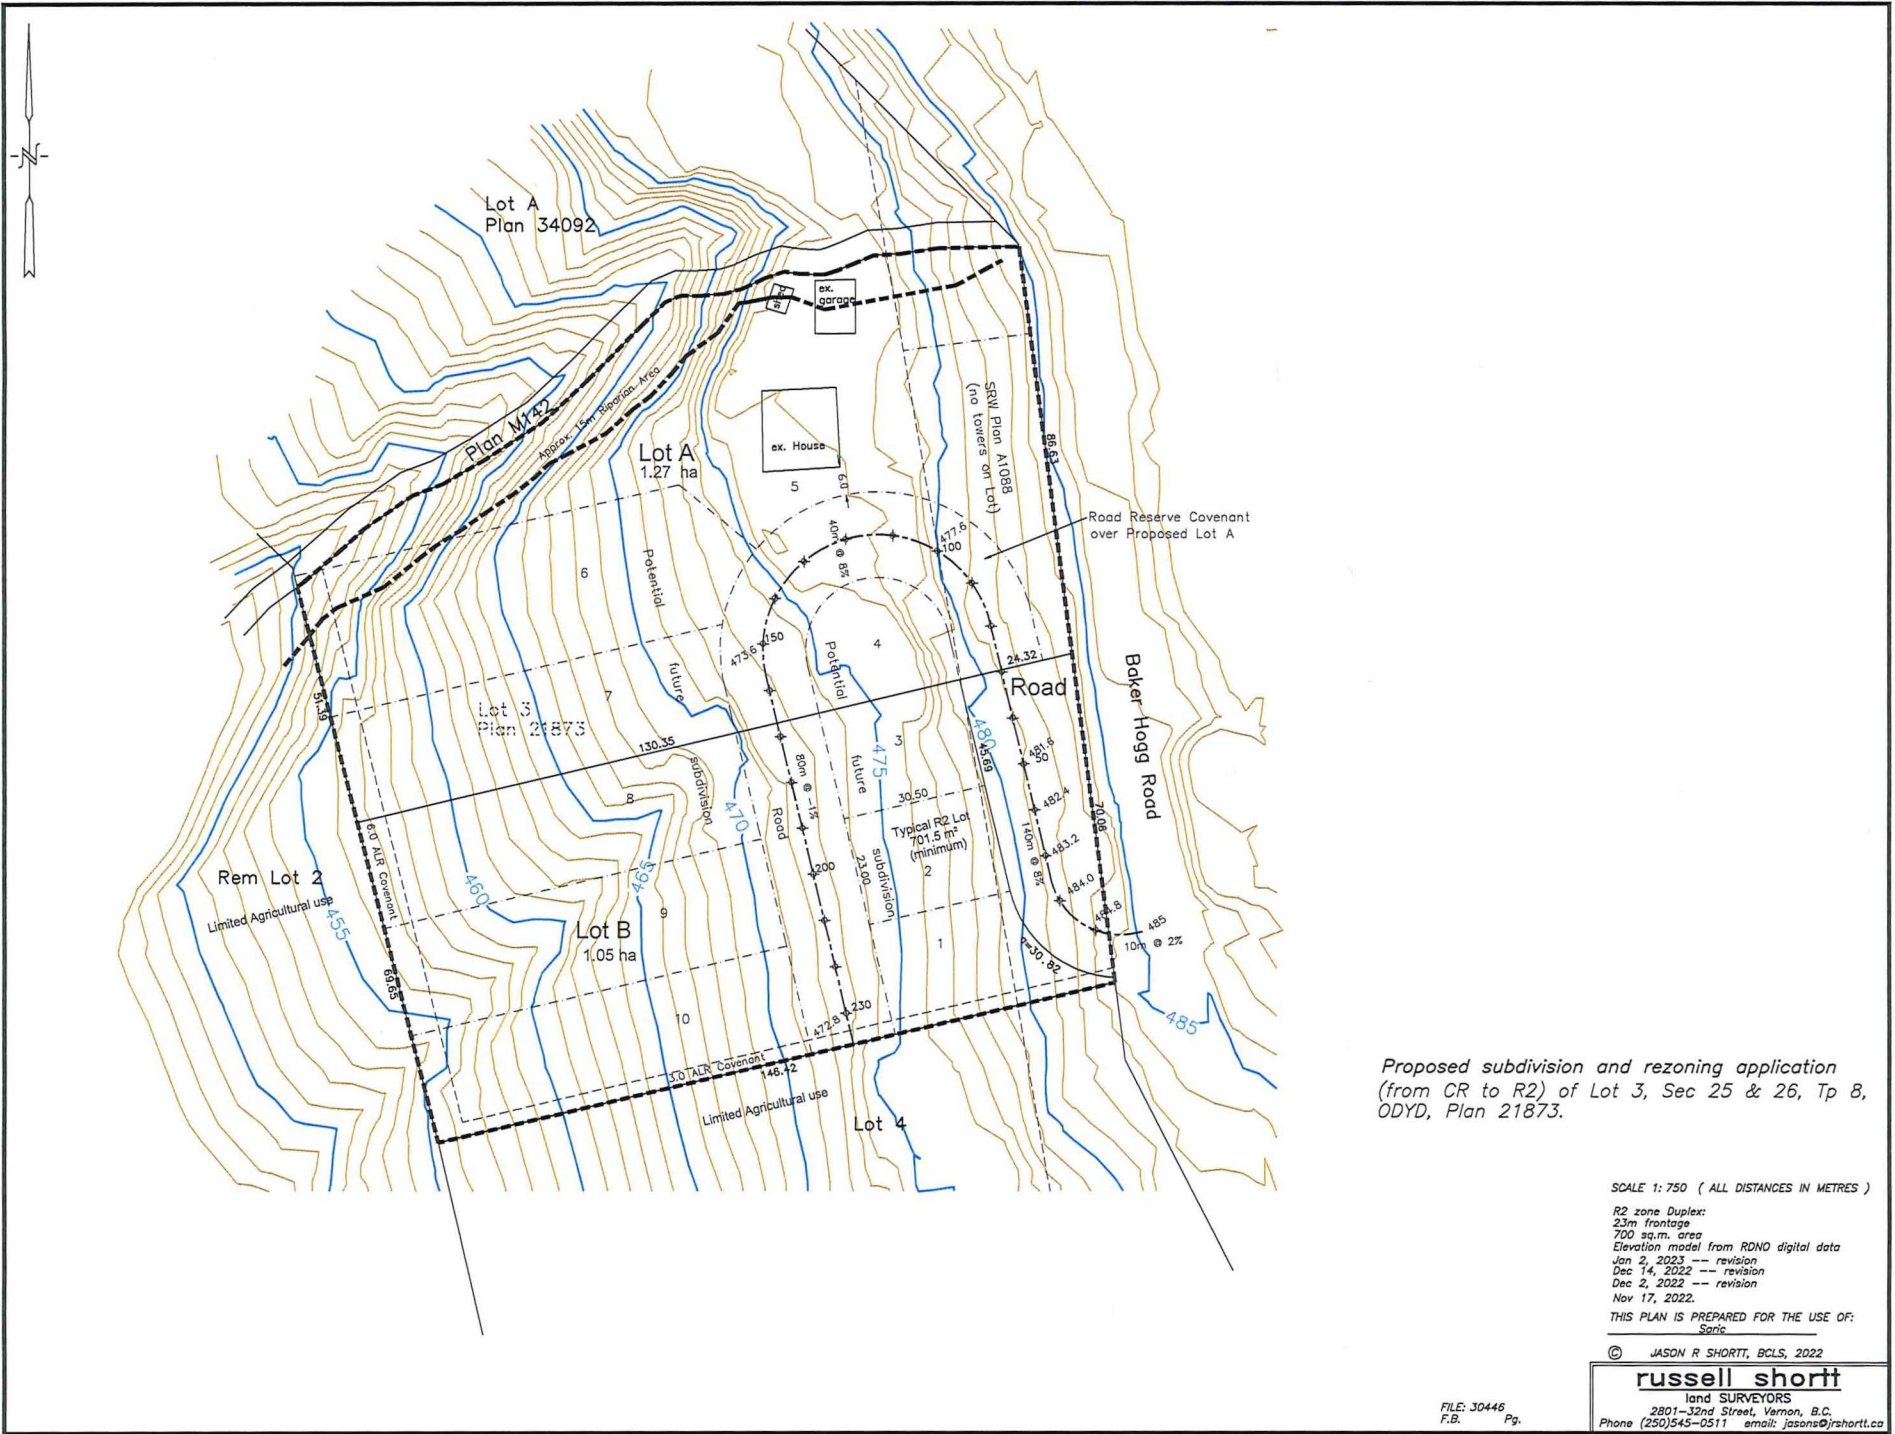 N
Lot A
Plan 34092
shed
ex.
garage
Plan M142
Approx. 15m Riparian Area
Lot A
1.27 ha
ex. House
5
6.0
SRW Plan A1088
(no towers on Lot)
86.63
Road Reserve Covenant
over Proposed Lot A
40m @ 8%
477.6
100
6
Potential
473.6
150
4
Potential
24.32
Road
Baker Hogg Road
51.39
7
future
Lot 3
Plan 21873
130.35
3
480
45.69
481.6
50
475
future
80m @ -1%
subdivision
8
470
Road
30.50
Typical R2 Lot
701.5 m²
(minimum)
2
23.00
subdivision
482.4
70.06
140m @ 8%
483.2
484.0
484.8
485
10m @ 2%
6.0 ALR Covenant
Rem Lot 2
Limited Agricultural use
455
460
465
200
9
Lot B
1.05 ha
1
a=30.82
69.65
10
472.8
230
485
3.0 ALR Covenant
146.42
Limited Agricultural use
Lot 4
Proposed subdivision and rezoning application
(from CR to R2) of Lot 3, Sec 25 & 26, Tp 8,
ODYD, Plan 21873.
SCALE 1: 750 ( ALL DISTANCES IN METRES )
R2 zone Duplex:
23m frontage
700 sq.m. area
Elevation model from RDNO digital data
Jan 2, 2023 -- revision
Dec 14, 2022 -- revision
Dec 2, 2022 -- revision
Nov 17, 2022.
THIS PLAN IS PREPARED FOR THE USE OF:
Saric
© JASON R SHORTT, BCLS, 2022
russell shortt
land SURVEYORS
2801-32nd Street, Vernon, B.C.
Phone (250)545-0511 email: jasons@jrshortt.ca
FILE: 30446
F.B. Pg.